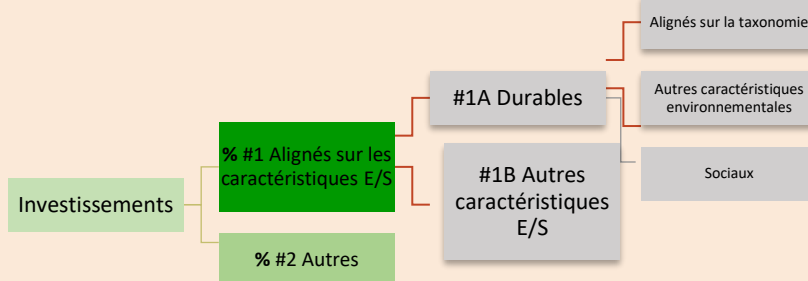 Investissements
% #1 Alignés sur les
caractéristiques E/S
% #2 Autres
#1A Durables
#1B Autres
caractéristiques
E/S
Alignés sur la taxonomie
Autres caractéristiques
environnementales
Sociaux